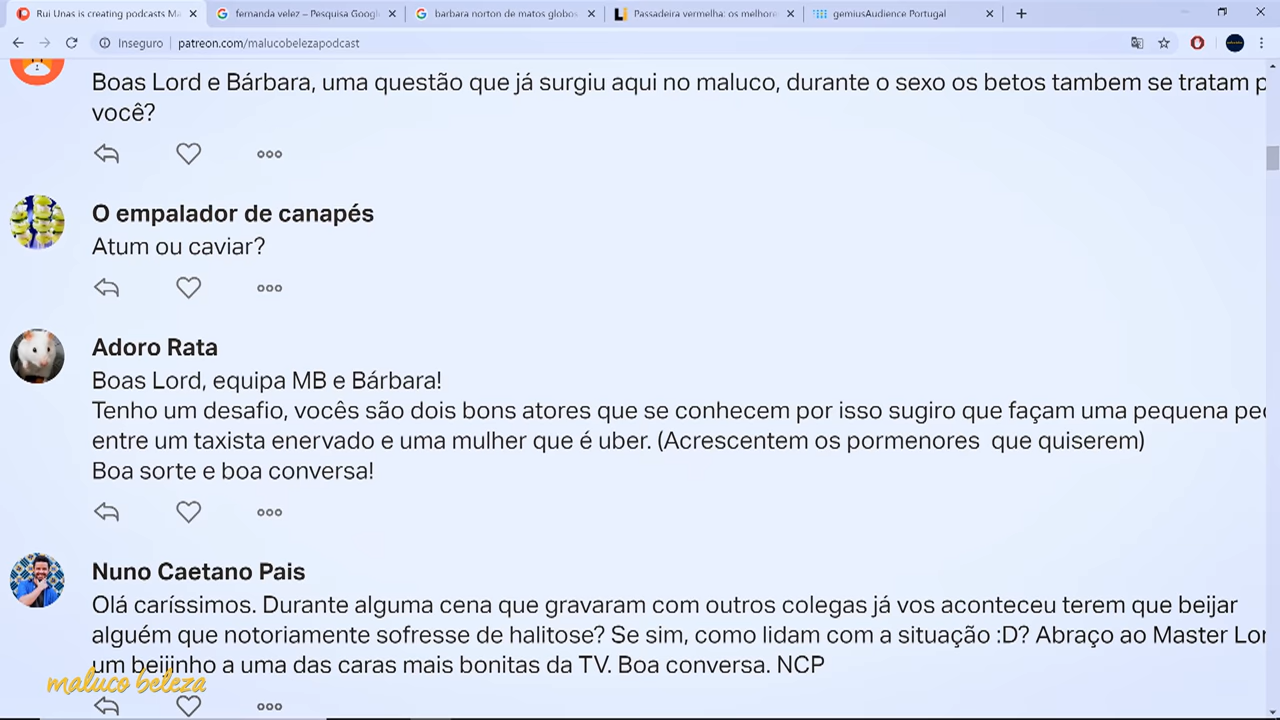 Rui Unas is creating podcasts Ma
fernanda velez – Pesquisa Googl
barbara norton de matos globos
Passadeira vermelha: os melhore
gemiusAudience Portugal
Inseguro | patreon.com/malucobelezapodcast
Boas Lord e Bárbara, uma questão que já surgiu aqui no maluco, durante o sexo os betos tambem se tratam p
você?
O empalador de canapés
Atum ou caviar?
Adoro Rata
Boas Lord, equipa MB e Bárbara!
Tenho um desafio, vocês são dois bons atores que se conhecem por isso sugiro que façam uma pequena peç
entre um taxista enervado e uma mulher que é uber. (Acrescentem os pormenores que quiserem)
Boa sorte e boa conversa!
Nuno Caetano Pais
Olá caríssimos. Durante alguma cena que gravaram com outros colegas já vos aconteceu terem que beijar
alguém que notoriamente sofresse de halitose? Se sim, como lidam com a situação :D? Abraço ao Master Lor
um beijinho a uma das caras mais bonitas da TV. Boa conversa. NCP
maluco beleza